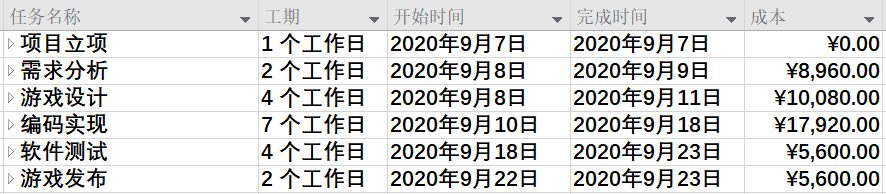 任务名称 工期 开始时间 完成时间 成本
项目立项 1 个工作日 2020年9月7日 2020年9月7日 ¥0.00
需求分析 2 个工作日 2020年9月8日 2020年9月9日 ¥8,960.00
游戏设计 4 个工作日 2020年9月8日 2020年9月11日 ¥10,080.00
编码实现 7 个工作日 2020年9月10日 2020年9月18日 ¥17,920.00
软件测试 4 个工作日 2020年9月18日 2020年9月23日 ¥5,600.00
游戏发布 2 个工作日 2020年9月22日 2020年9月23日 ¥5,600.00